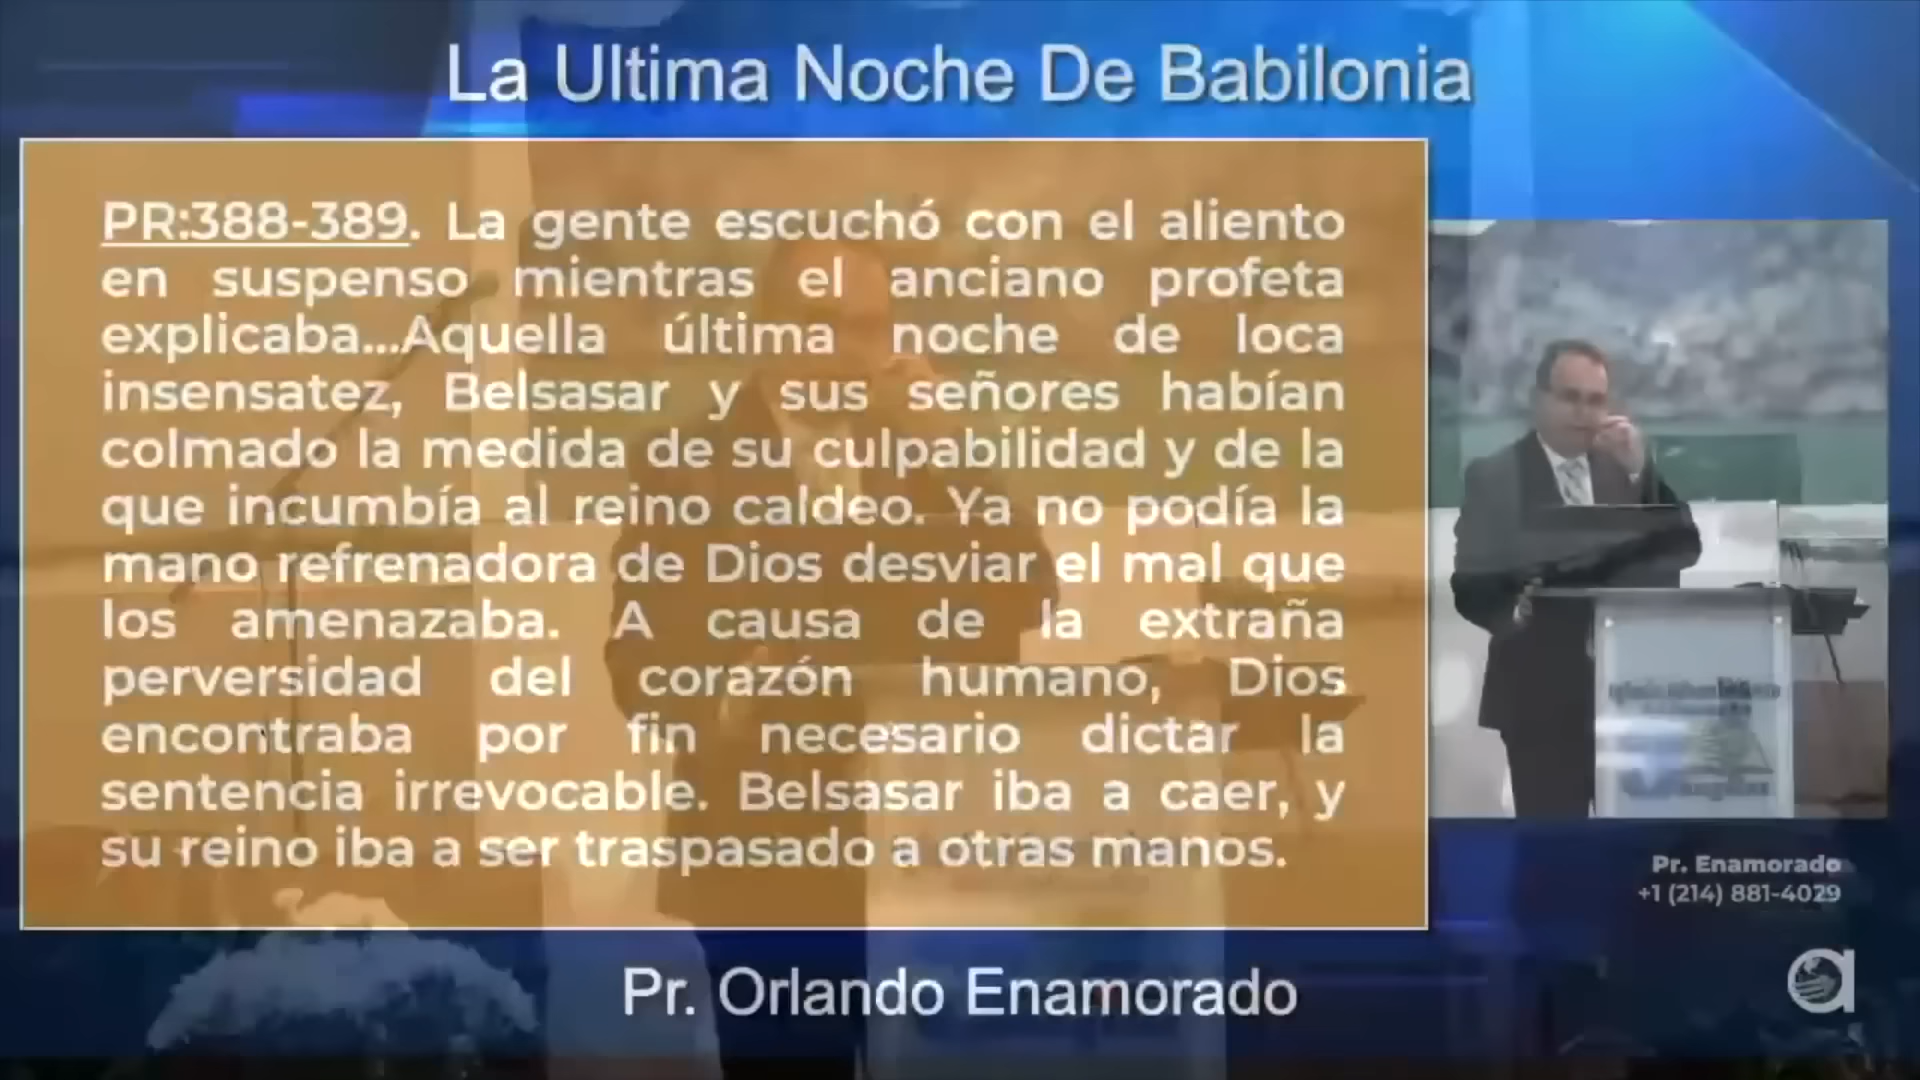 La Ultima Noche De Babilonia
PR:388-389. La gente escuchó con el aliento
en suspenso mientras el anciano profeta
explicaba...Aquella última noche de loca
insensatez, Belsasar y sus señores habían
colmado la medida de su culpabilidad y de la
que incumbía al reino caldeo. Ya no podía la
mano refrenadora de Dios desviar el mal que
los amenazaba. A causa de la extraña
perversidad del corazón humano, Dios
encontraba por fin necesario dictar la
sentencia irrevocable. Belsasar iba a caer, y
su reino iba a ser traspasado a otras manos.
Pr. Enamorado
+1 (214) 881-4029
Pr. Orlando Enamorado